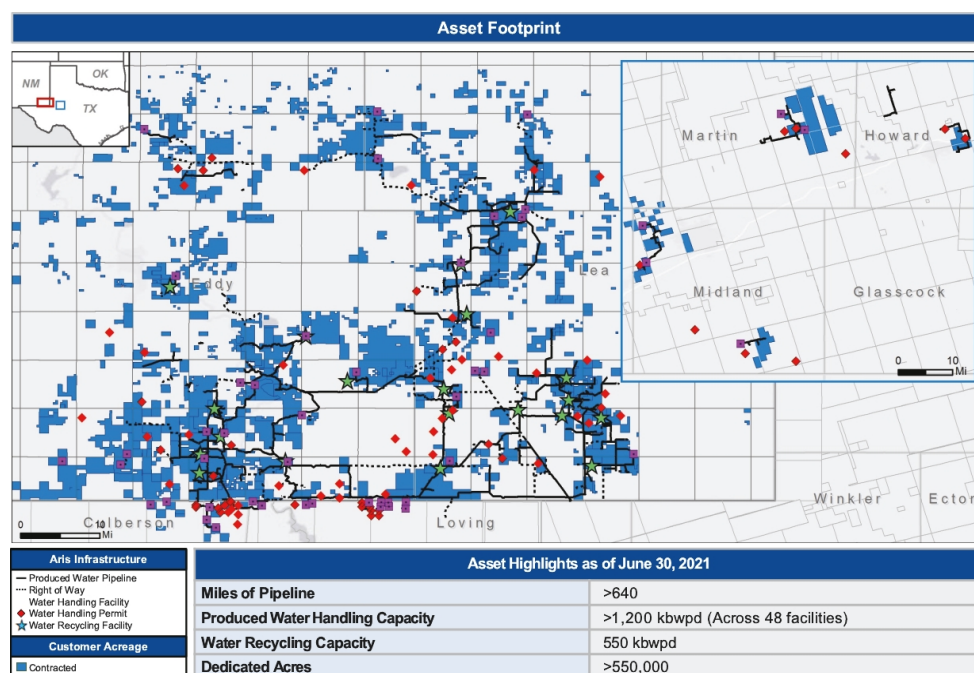 Asset Footprint
NM
OK
TX
Martin
Howard
Midland
Glasscock
0 10
Mi
Eddy
Lea
Winkler
Ector
Culberson
Loving
0 10
Mi
Aris Infrastructure
Produced Water Pipeline
Right of Way
Water Handling Facility
Water Handling Permit
Water Recycling Facility
Customer Acreage
Contracted
Asset Highlights as of June 30, 2021
Miles of Pipeline >640
Produced Water Handling Capacity >1,200 kbwpd (Across 48 facilities)
Water Recycling Capacity 550 kbwpd
Dedicated Acres >550,000